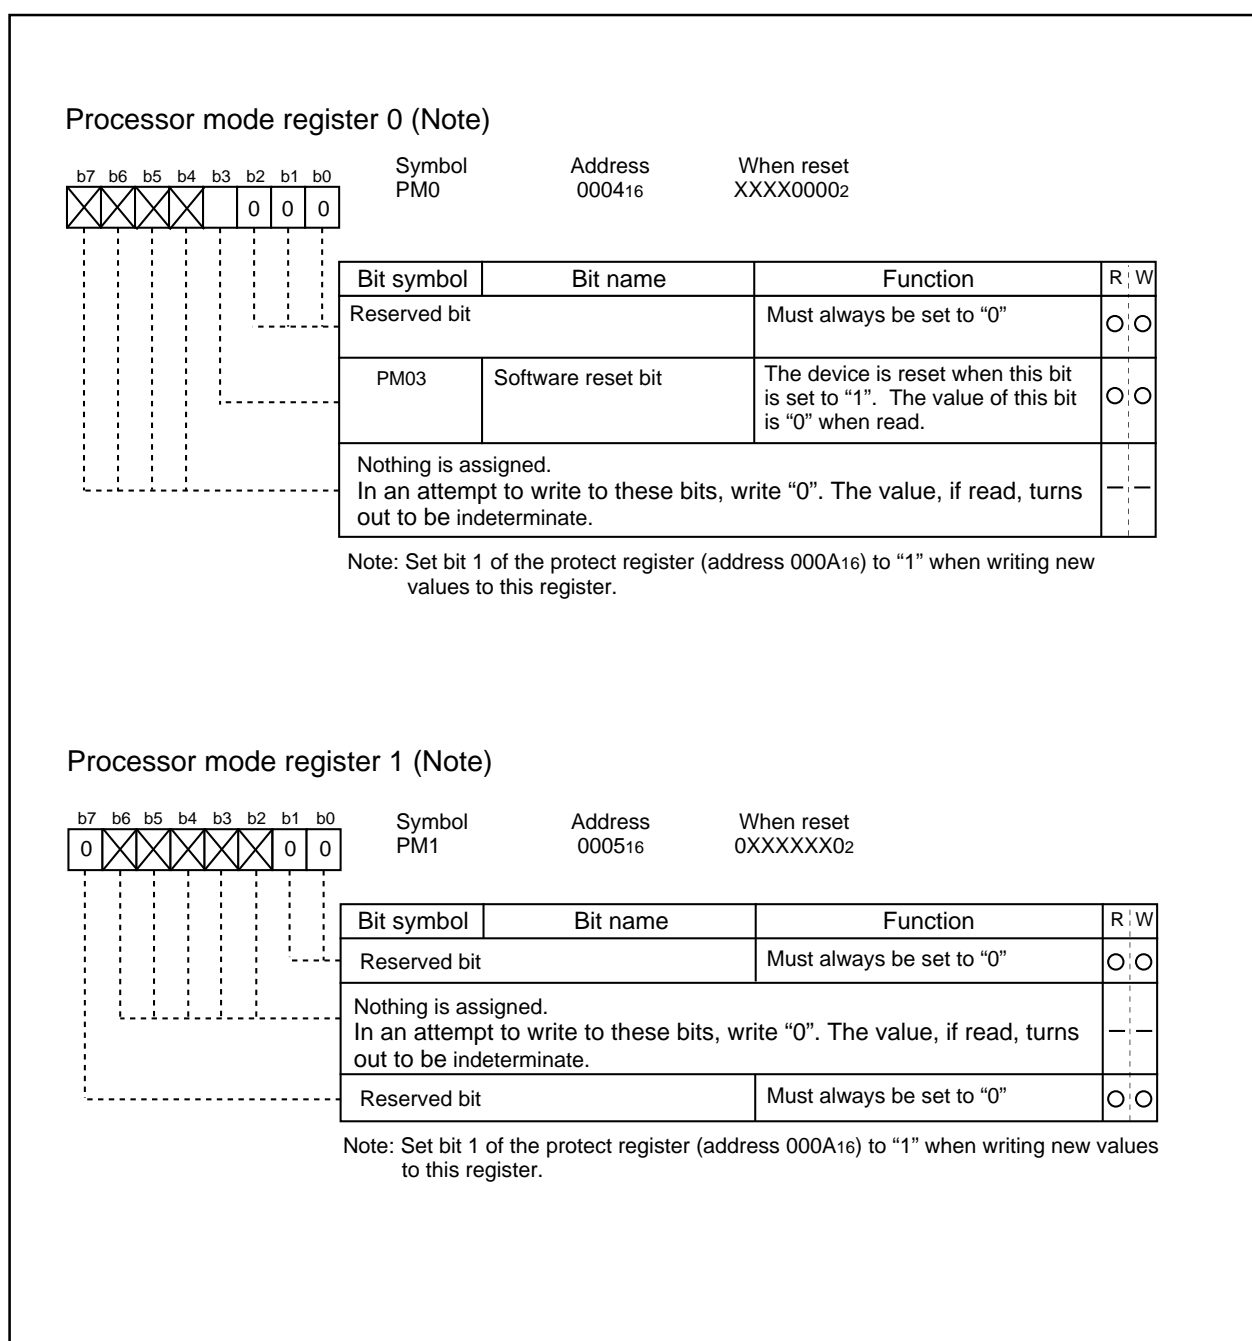 Processor mode register 0 (Note)
Symbol Address When reset
PM0 000416 XXXX00002
b7 b6 b5 b4 b3 b2 b1 b0
0 0 0
Bit symbol Bit name Function R W
Reserved bit Must always be set to “0”
PM03 Software reset bit The device is reset when this bit
is set to “1”. The value of this bit
is “0” when read.
Nothing is assigned.
In an attempt to write to these bits, write “0”. The value, if read, turns
out to be indeterminate.
Note: Set bit 1 of the protect register (address 000A16) to “1” when writing new
values to this register.
Processor mode register 1 (Note)
Symbol Address When reset
PM1 000516 0XXXXXX02
b7 b6 b5 b4 b3 b2 b1 b0
0 0 0
Bit symbol Bit name Function R W
Reserved bit Must always be set to “0”
Nothing is assigned.
In an attempt to write to these bits, write “0”. The value, if read, turns
out to be indeterminate.
Reserved bit Must always be set to “0”
Note: Set bit 1 of the protect register (address 000A16) to “1” when writing new values
to this register.